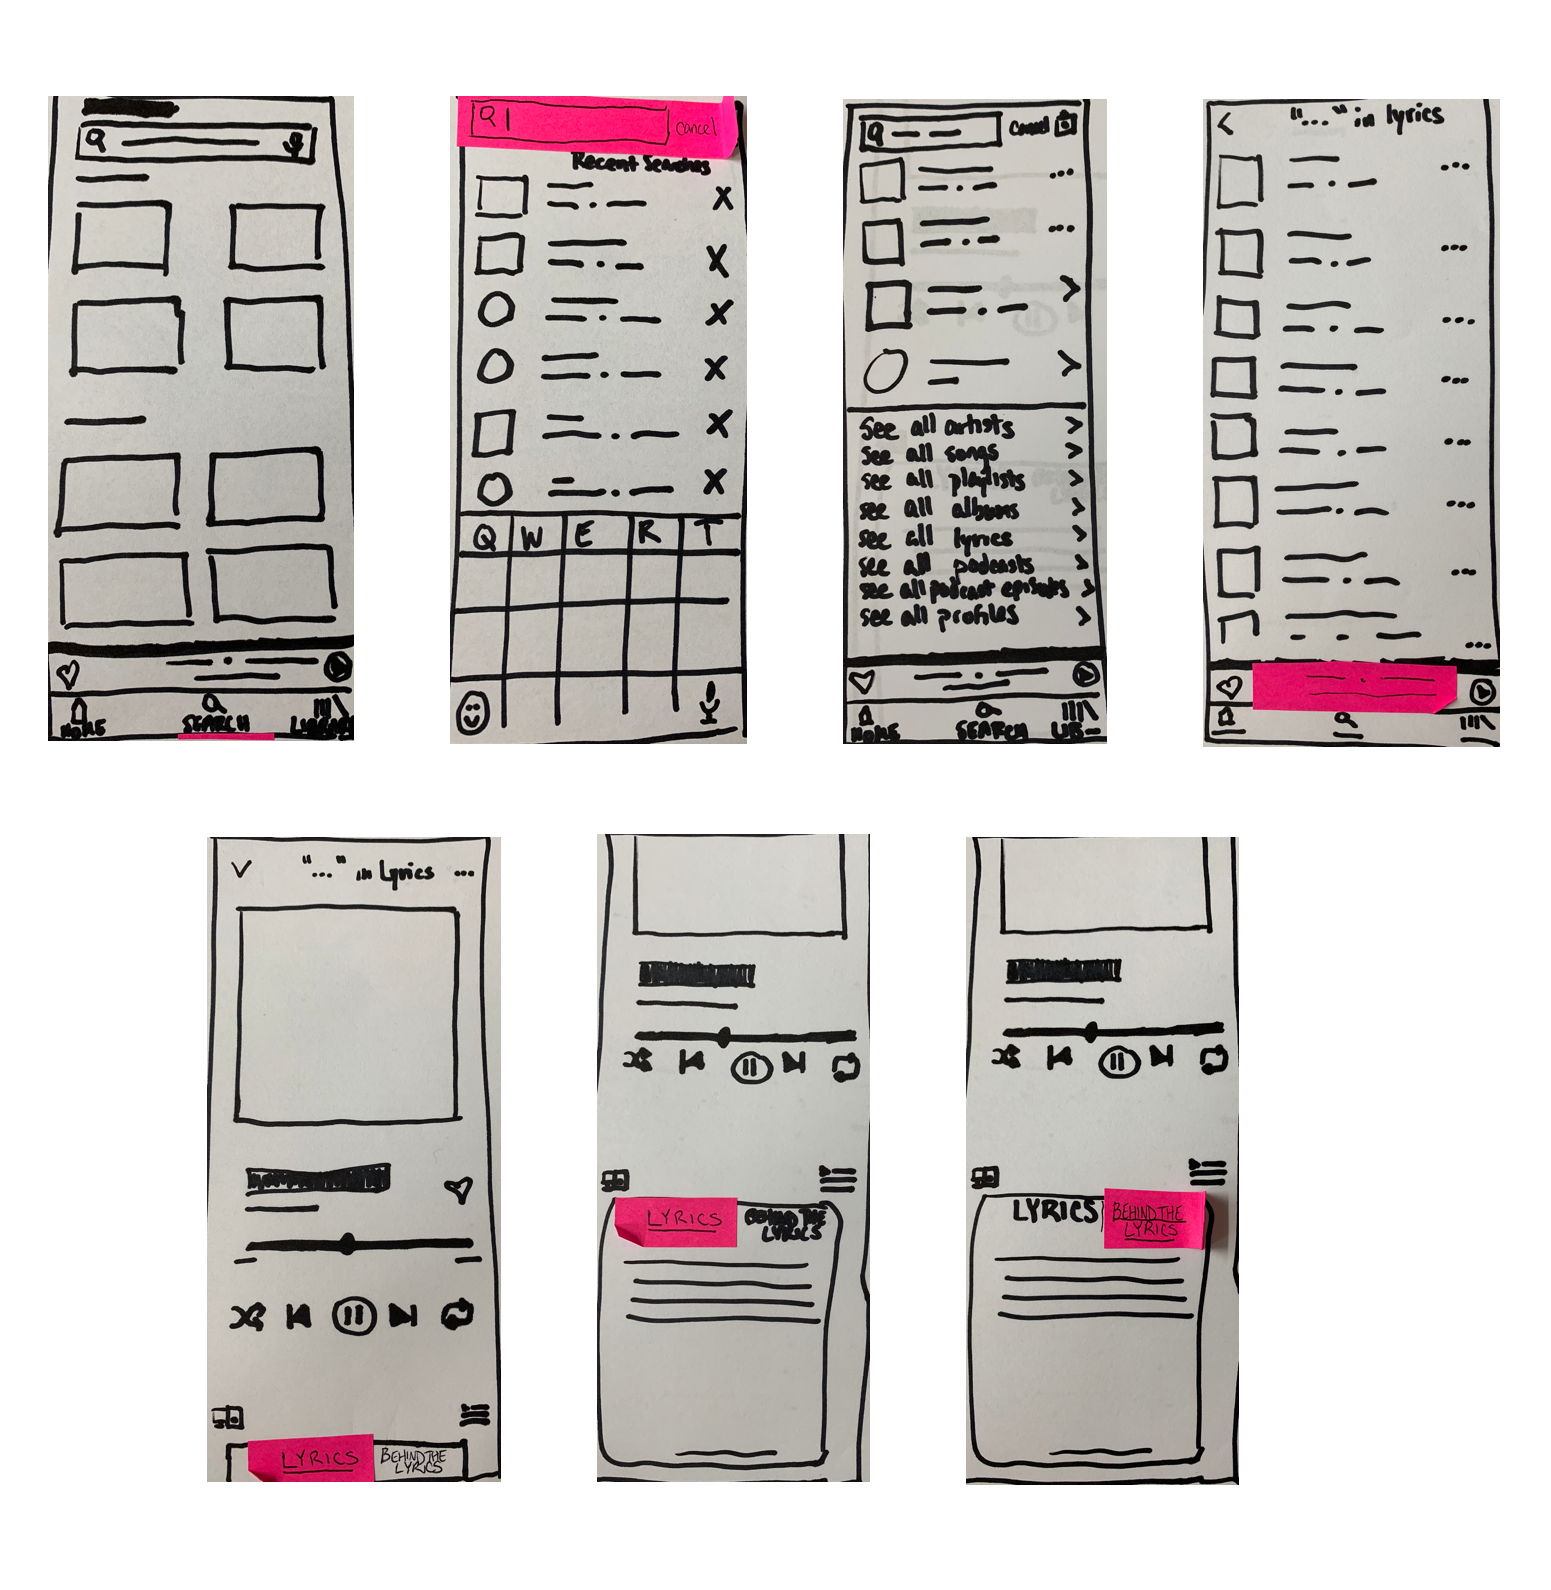 HOME SEARCH LIBRARY
Cancel
Recent Searches
Q W E R T
Cancel
See all artists
see all songs
see all playlists
see all albums
see all lyrics
see all podcasts
see all podcast episodes
see all profiles
HOME SEARCH LIB
"..." in lyrics
"..." in Lyrics ...
LYRICS
BEHIND THE
LYRICS
LYRICS
BEHIND THE
LYRICS
LYRICS
BEHIND THE
LYRICS